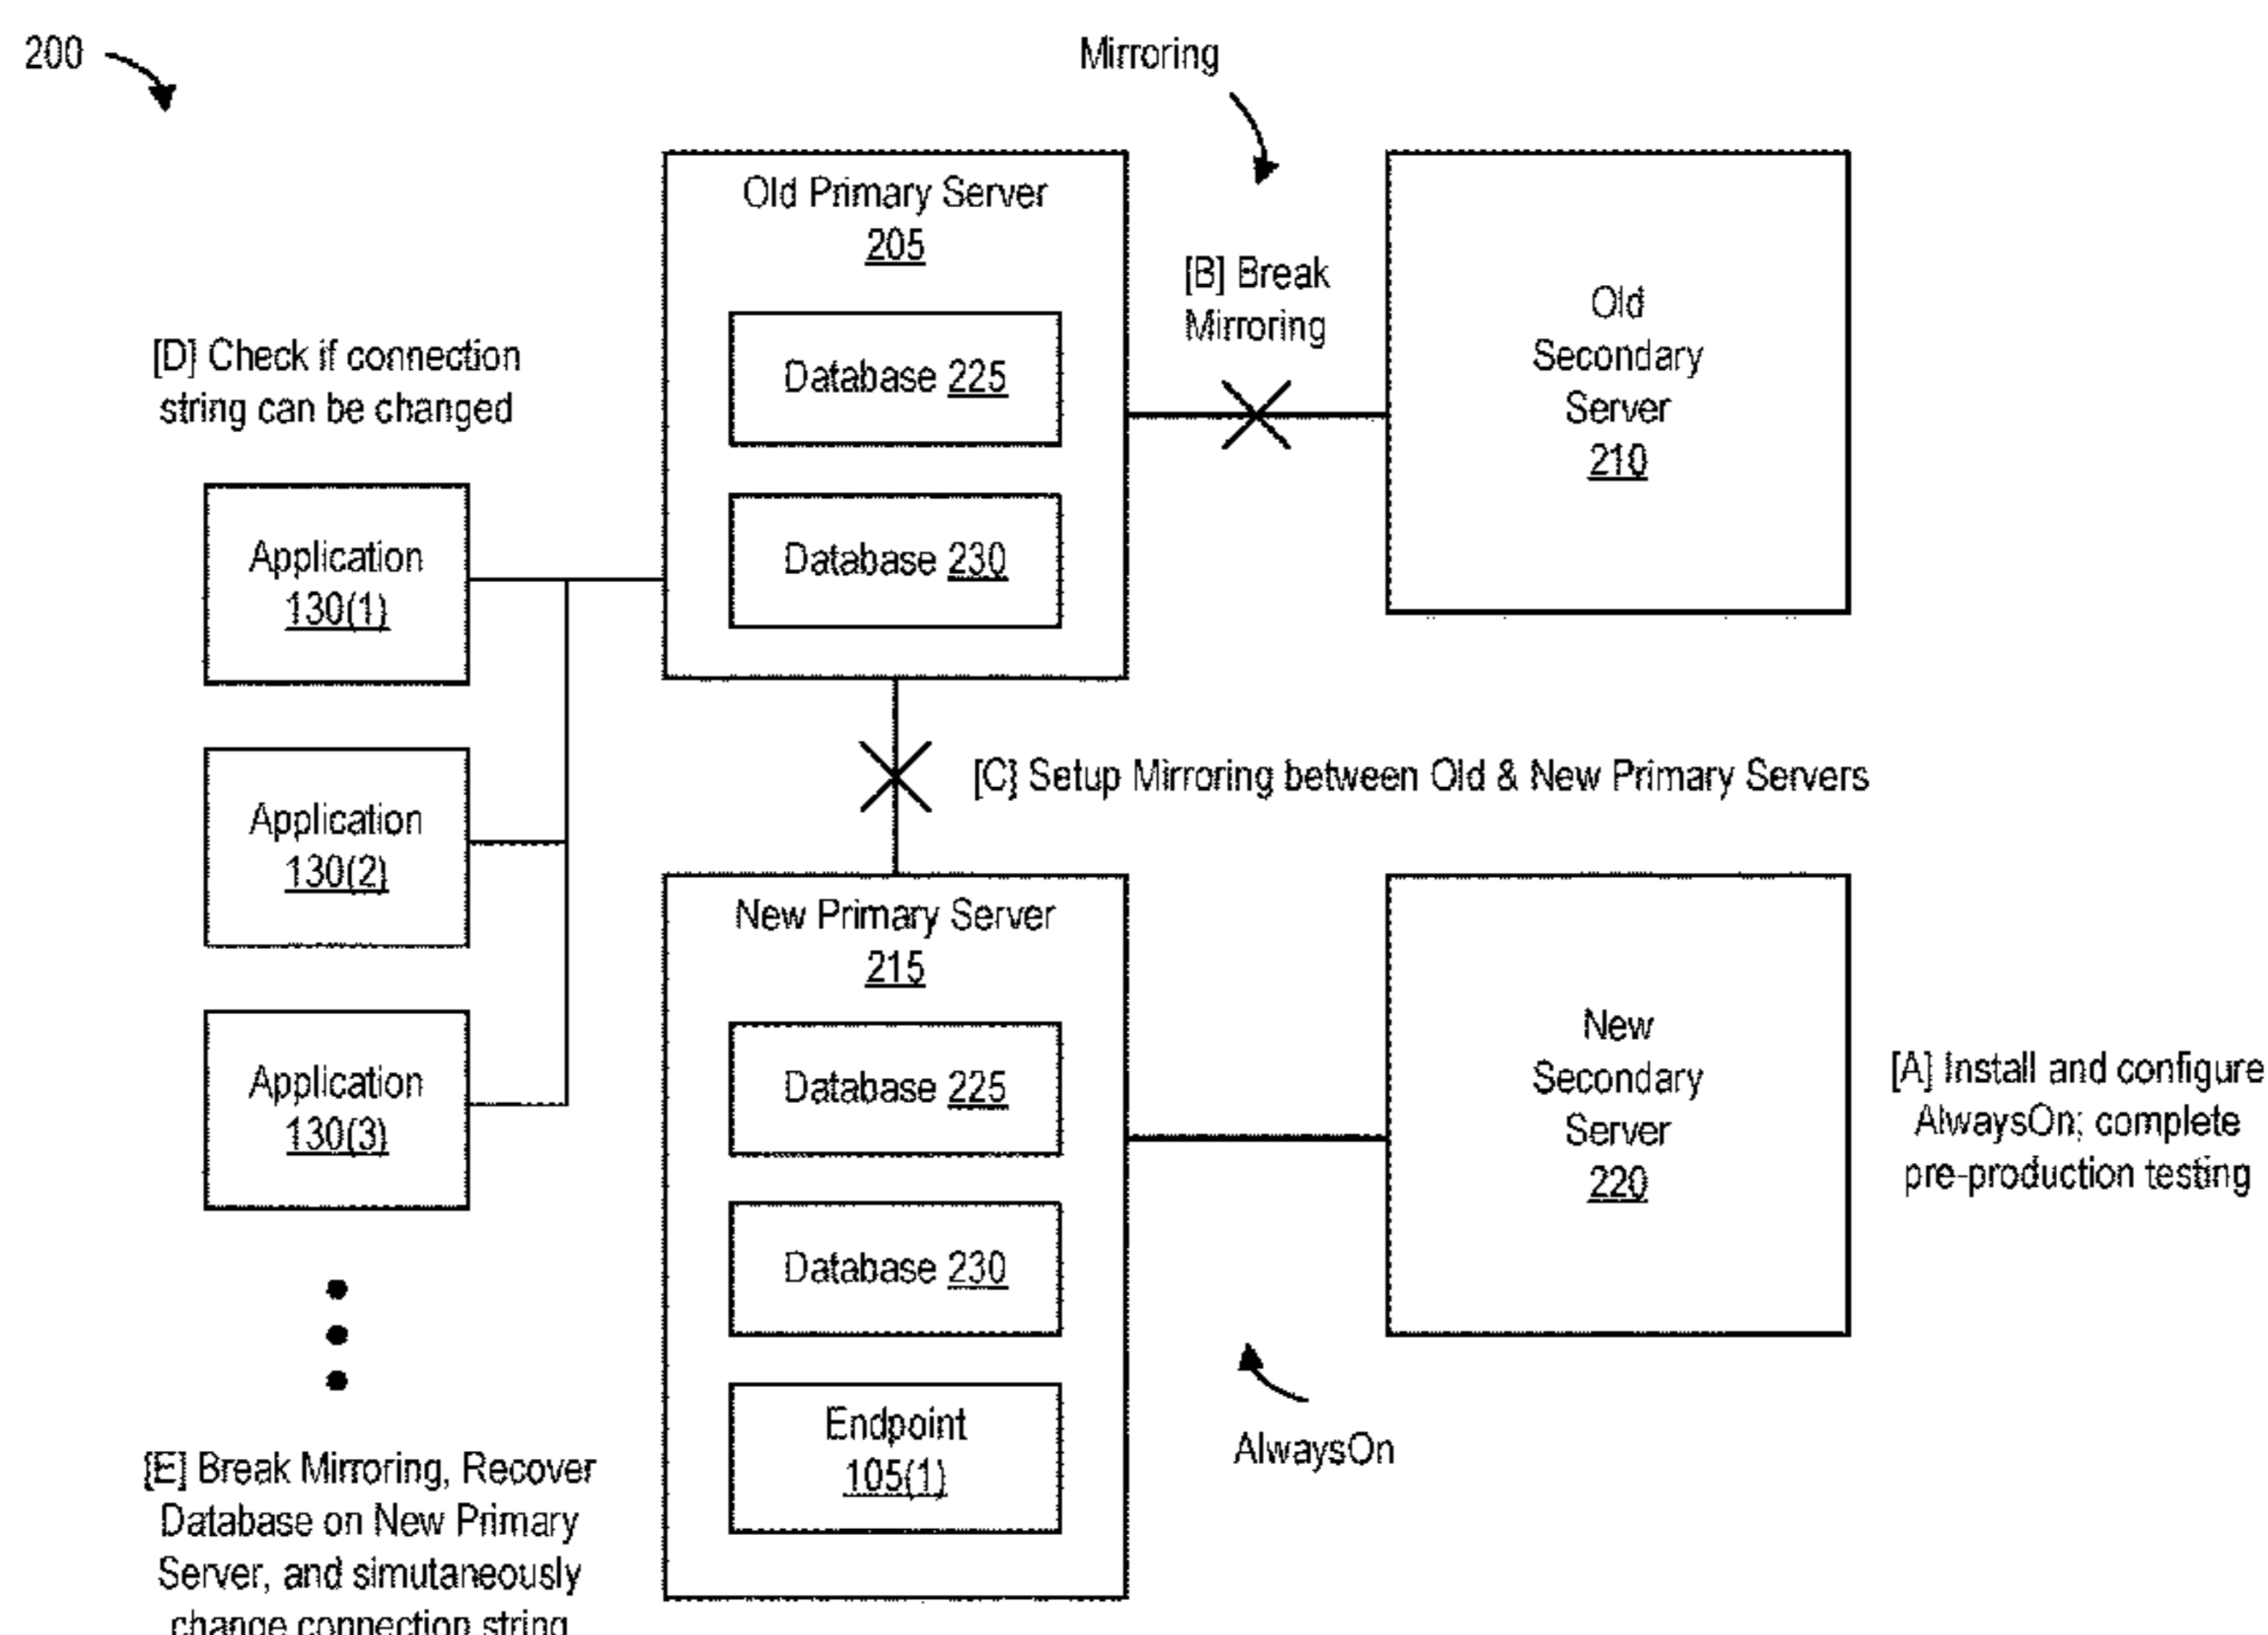 200
Mirroring
Old Primary Server
205
Database 225
Database 230
[B] Break
Mirroring
Old
Secondary
Server
210
[D] Check if connection
string can be changed
Application
130(1)
Application
130(2)
Application
130(3)
[C] Setup Mirroring between Old & New Primary Servers
New Primary Server
215
Database 225
Database 230
Endpoint
105(1)
New
Secondary
Server
220
[A] Install and configure
AlwaysOn; complete
pre-production testing
AlwaysOn
[E] Break Mirroring, Recover
Database on New Primary
Server, and simutaneously
change connection string